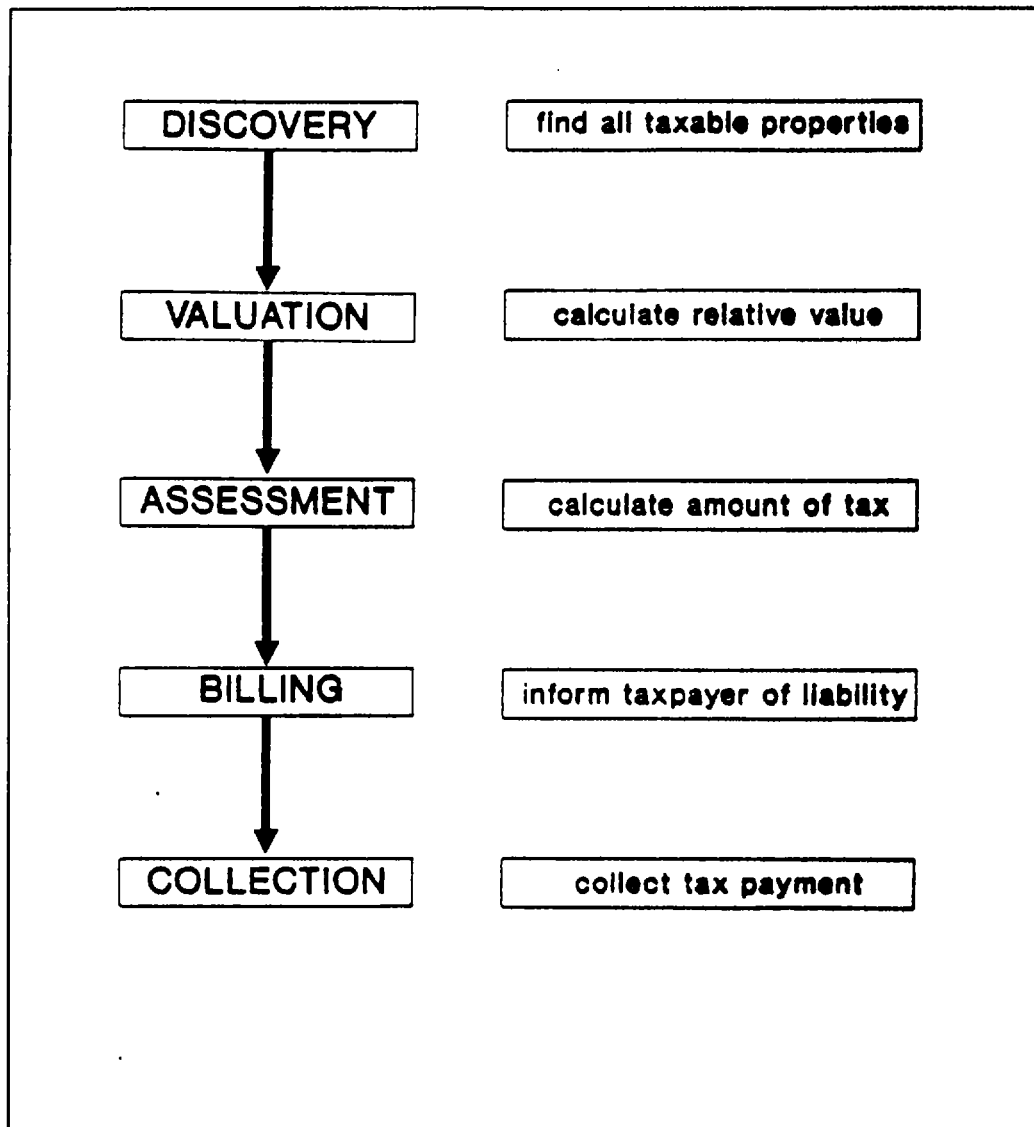 DISCOVERY
find all taxable properties
VALUATION
calculate relative value
ASSESSMENT
calculate amount of tax
BILLING
inform taxpayer of liability
COLLECTION
collect tax payment